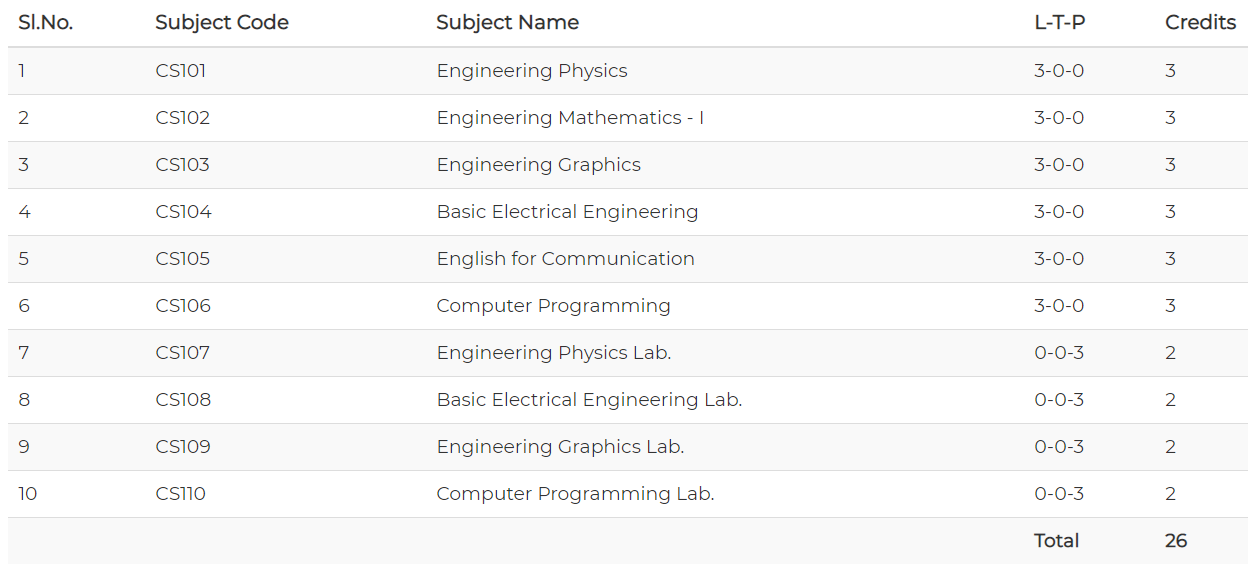 Sl.No. Subject Code Subject Name L-T-P Credits
1 CS101 Engineering Physics 3-0-0 3
2 CS102 Engineering Mathematics - I 3-0-0 3
3 CS103 Engineering Graphics 3-0-0 3
4 CS104 Basic Electrical Engineering 3-0-0 3
5 CS105 English for Communication 3-0-0 3
6 CS106 Computer Programming 3-0-0 3
7 CS107 Engineering Physics Lab. 0-0-3 2
8 CS108 Basic Electrical Engineering Lab. 0-0-3 2
9 CS109 Engineering Graphics Lab. 0-0-3 2
10 CS110 Computer Programming Lab. 0-0-3 2
Total 26